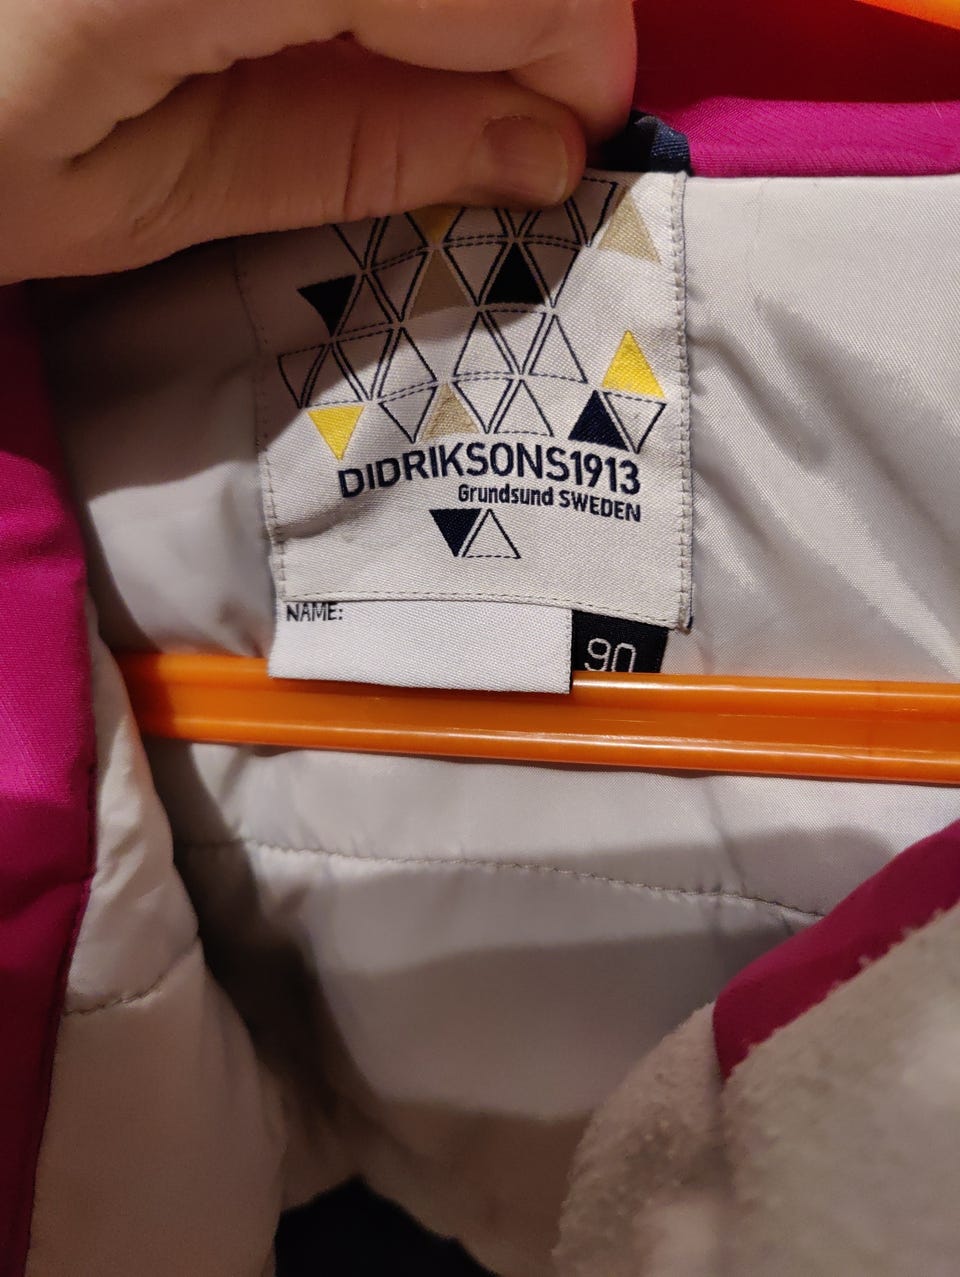 DIDRIKSONS1913
Grundsund SWEDEN
NAME:
90